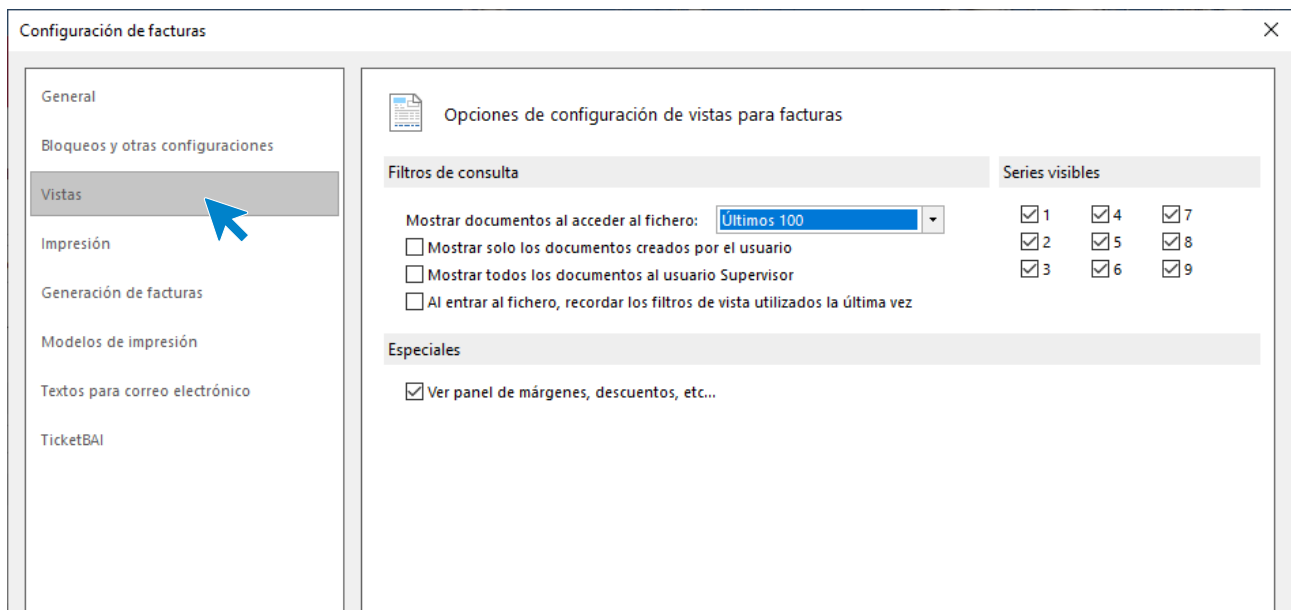 Configuración de facturas
General
Bloqueos y otras configuraciones
Vistas
Impresión
Generación de facturas
Modelos de impresión
Textos para correo electrónico
TicketBAI
Opciones de configuración de vistas para facturas
Filtros de consulta
Mostrar documentos al acceder al fichero: Últimos 100
Mostrar solo los documentos creados por el usuario
Mostrar todos los documentos al usuario Supervisor
Al entrar al fichero, recordar los filtros de vista utilizados la última vez
Series visibles
1 4 7
2 5 8
3 6 9
Especiales
Ver panel de márgenes, descuentos, etc...